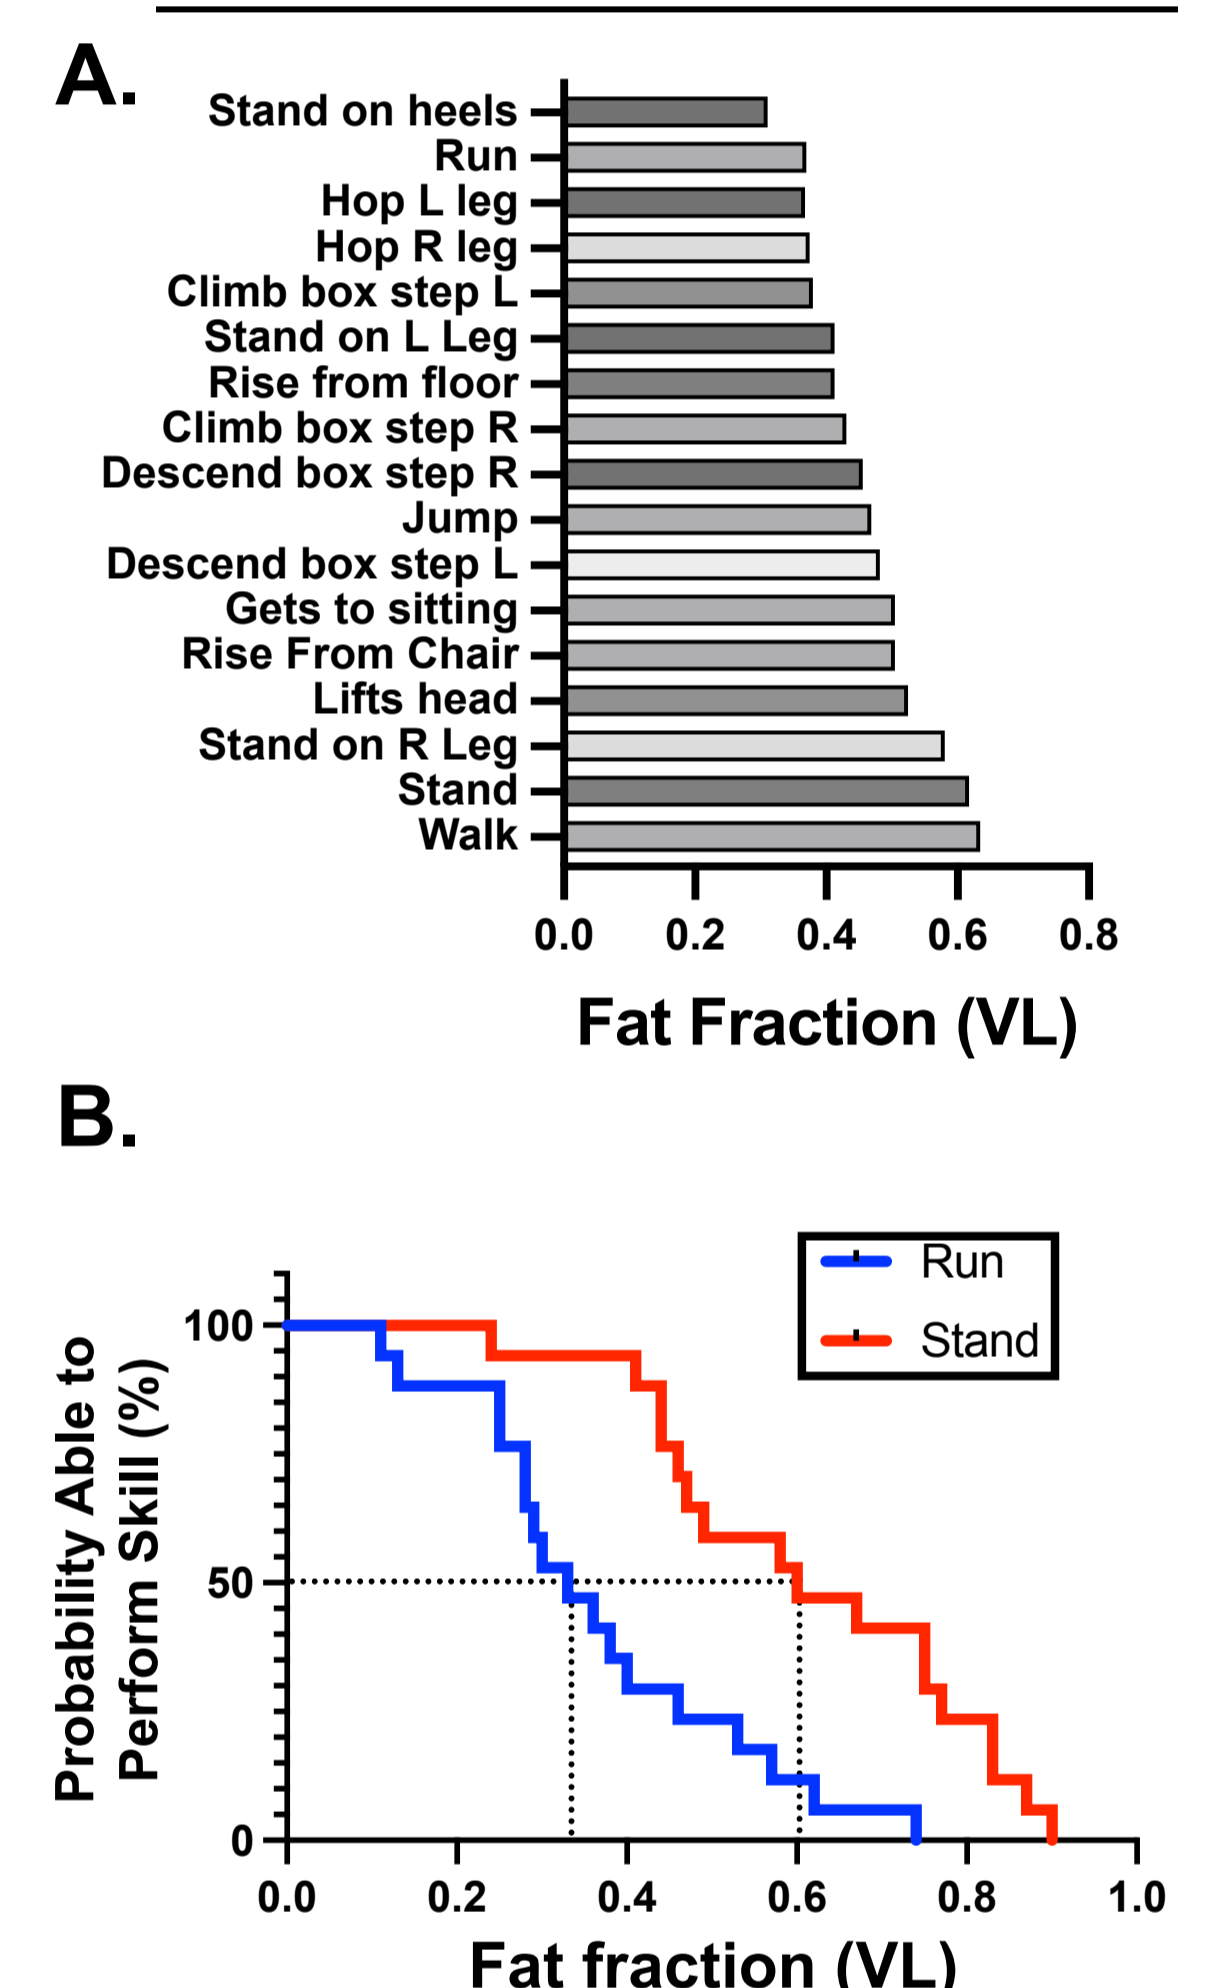 A.
Stand on heels
Run
Hop L leg
Hop R leg
Climb box step L
Stand on L Leg
Rise from floor
Climb box step R
Descend box step R
Jump
Descend box step L
Gets to sitting
Rise From Chair
Lifts head
Stand on R Leg
Stand
Walk
0.0 0.2 0.4 0.6 0.8
Fat Fraction (VL)
B.
Run
Stand
Probability Able to
Perform Skill (%)
100
50
0
0.0 0.2 0.4 0.6 0.8 1.0
Fat fraction (VL)